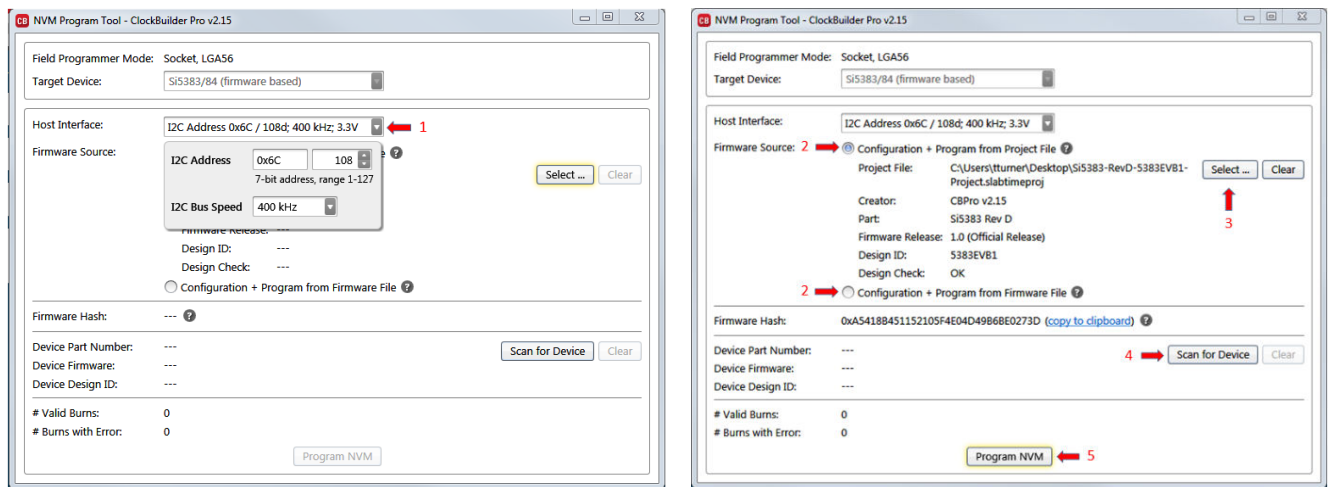 CB NVM Program Tool - ClockBuilder Pro v2.15
Field Programmer Mode: Socket, LGA56
Target Device: Si5383/84 (firmware based)
Host Interface: I2C Address 0x6C / 108d; 400 kHz; 3.3V 1
Firmware Source: e ?
I2C Address 0x6C 108
7-bit address, range 1-127
Select ... Clear
I2C Bus Speed 400 kHz
Firmware Release: ---
Design ID: ---
Design Check: ---
Configuration + Program from Firmware File ?
Firmware Hash: --- ?
Device Part Number: ---
Scan for Device Clear
Device Firmware: ---
Device Design ID: ---
# Valid Burns: 0
# Burns with Error: 0
Program NVM
CB NVM Program Tool - ClockBuilder Pro v2.15
Field Programmer Mode: Socket, LGA56
Target Device: Si5383/84 (firmware based)
Host Interface: I2C Address 0x6C / 108d; 400 kHz; 3.3V
Firmware Source: 2 Configuration + Program from Project File ?
Project File: C:\Users\tturner\Desktop\Si5383-RevD-5383EVB1-
Project.slabtimeproj
Select ... Clear
3
Creator: CBPro v2.15
Part: Si5383 Rev D
Firmware Release: 1.0 (Official Release)
Design ID: 5383EVB1
Design Check: OK
2 Configuration + Program from Firmware File ?
Firmware Hash: 0xA5418B451152105F4E04D49B6BE0273D (copy to clipboard) ?
Device Part Number: ---
4 Scan for Device Clear
Device Firmware: ---
Device Design ID: ---
# Valid Burns: 0
# Burns with Error: 0
Program NVM 5